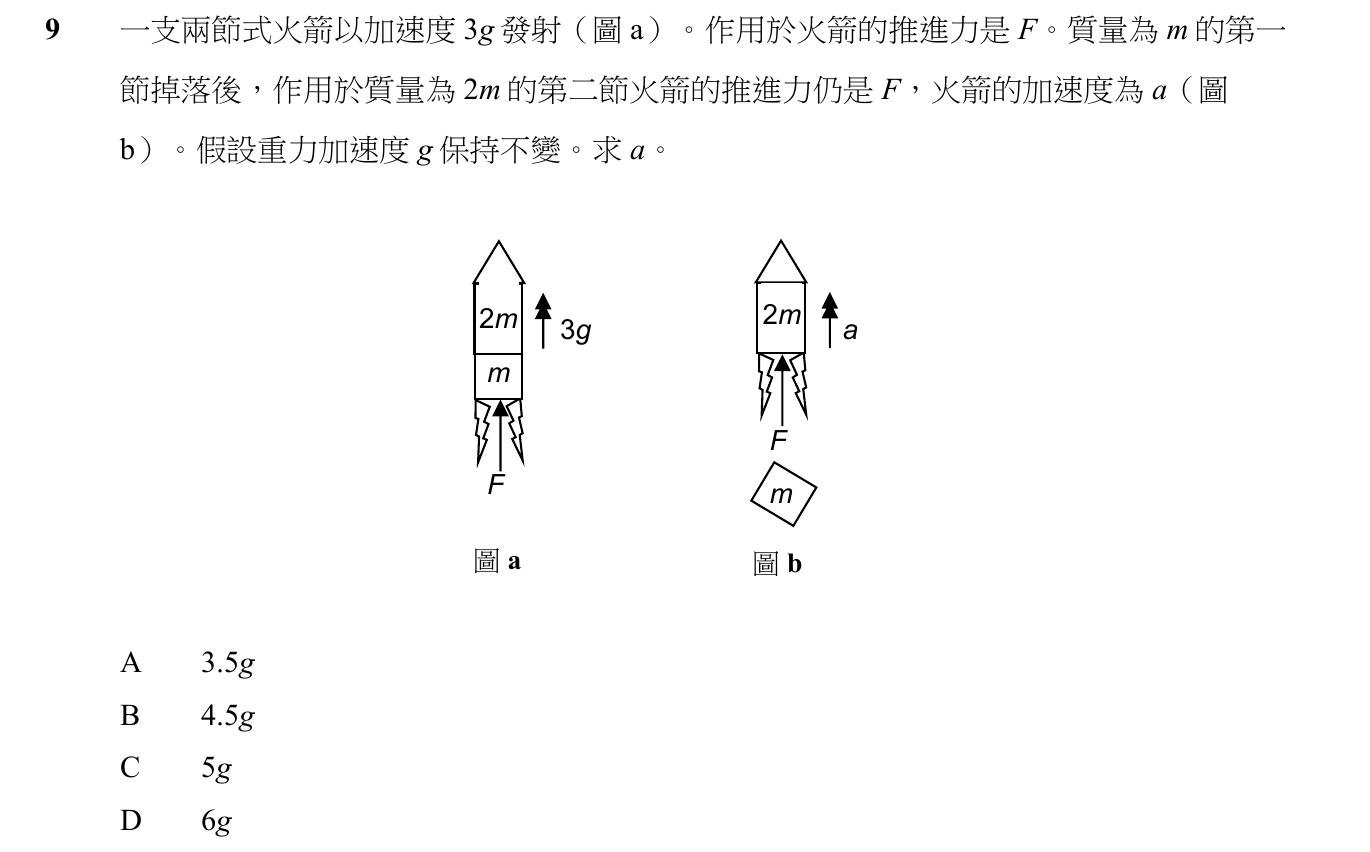 9 一支兩節式火箭以加速度 3g 發射（圖 a）。作用於火箭的推進力是 F。質量為 m 的第一
節掉落後，作用於質量為 2m 的第二節火箭的推進力仍是 F，火箭的加速度為 a（圖
b）。假設重力加速度 g 保持不變。求 a。
2m
3g
m
F
圖 a
2m
a
F
m
圖 b
A 3.5g
B 4.5g
C 5g
D 6g